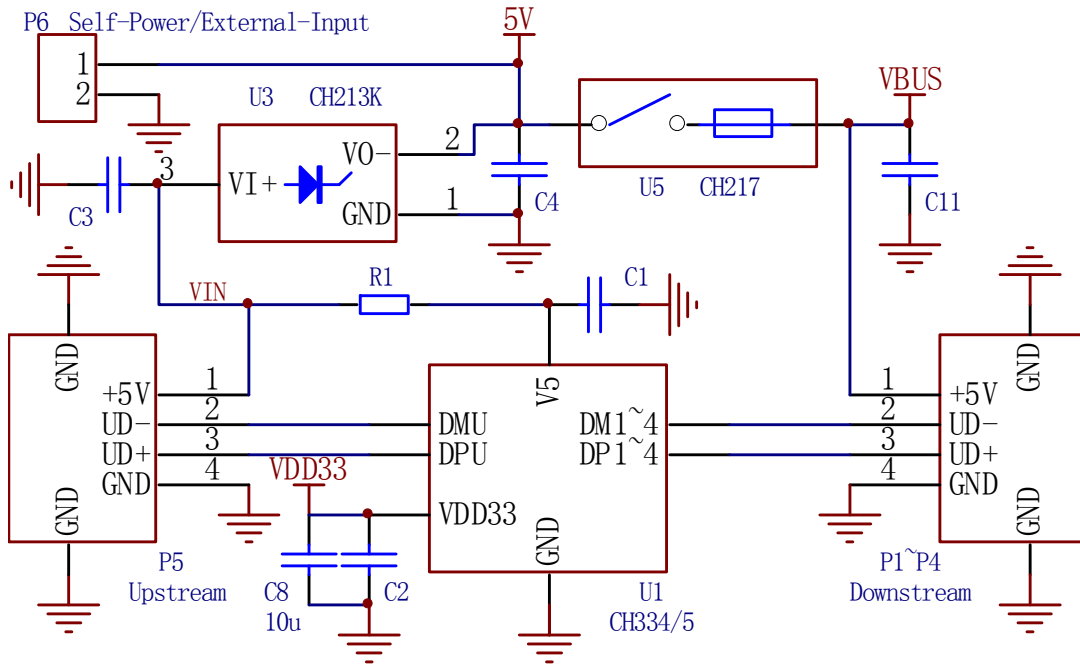 P6 Self-Power/External-Input
5V
1
2
U3 CH213K
VBUS
2
VO-
3
VI+
1
GND
C3
C4
U5 CH217
C11
VIN
R1
C1
GND
V5
GND
1
+5V
2
UD-
3
UD+
4
GND
GND
DMU
DPU
DM1~4
DP1~4
1
+5V
2
UD-
3
UD+
4
GND
GND
VDD33
VDD33
GND
P5
Upstream
C8
10u
C2
U1
CH334/5
P1~P4
Downstream